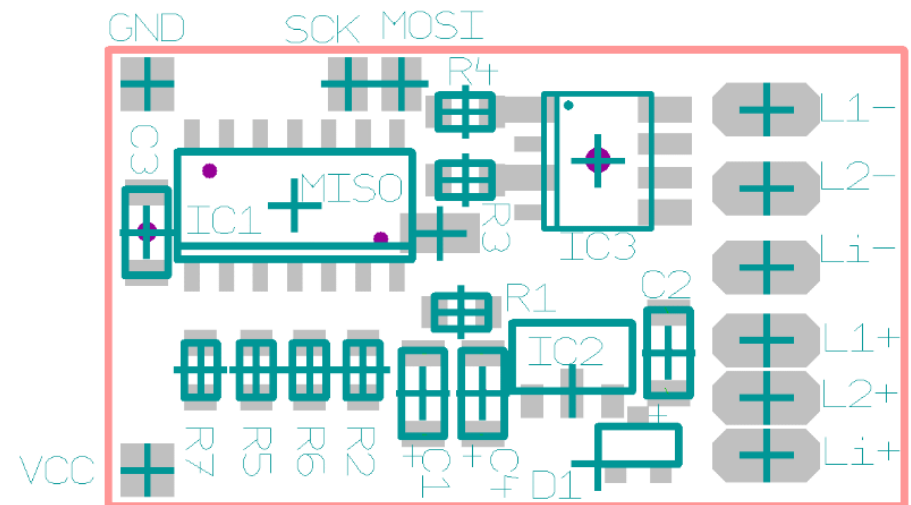 GND
SCK MOSI
R4
L1-
C3
MISO
L2-
IC1
R3
IC3
Li-
C2
R1
L1+
IC2
L2+
R7
R5
R6
R2
C1
Cf
Li+
VCC
D1